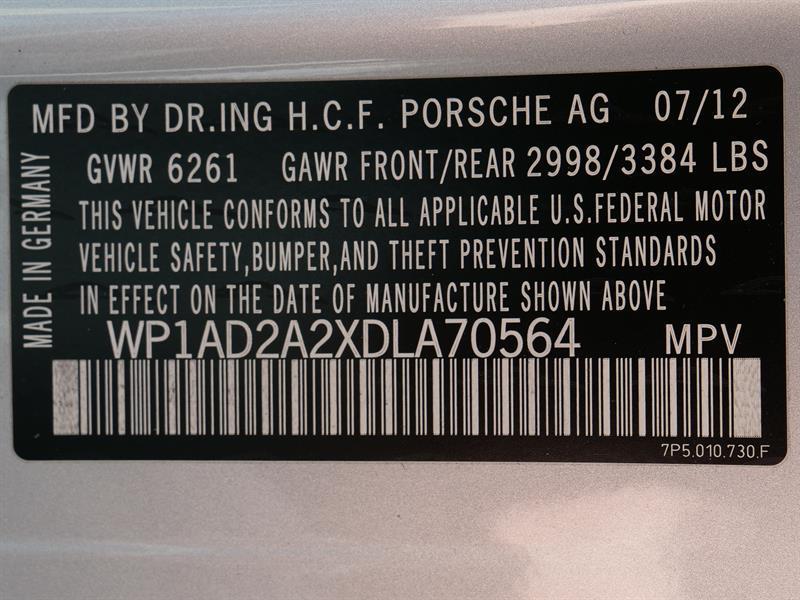 MFD BY DR.ING H.C.F. PORSCHE AG 07/12
GVWR 6261 GAWR FRONT/REAR 2998/3384 LBS
THIS VEHICLE CONFORMS TO ALL APPLICABLE U.S.FEDERAL MOTOR
VEHICLE SAFETY,BUMPER,AND THEFT PREVENTION STANDARDS
IN EFFECT ON THE DATE OF MANUFACTURE SHOWN ABOVE
MADE IN GERMANY
WP1AD2A2XDLA70564 MPV
7P5.010.730.F